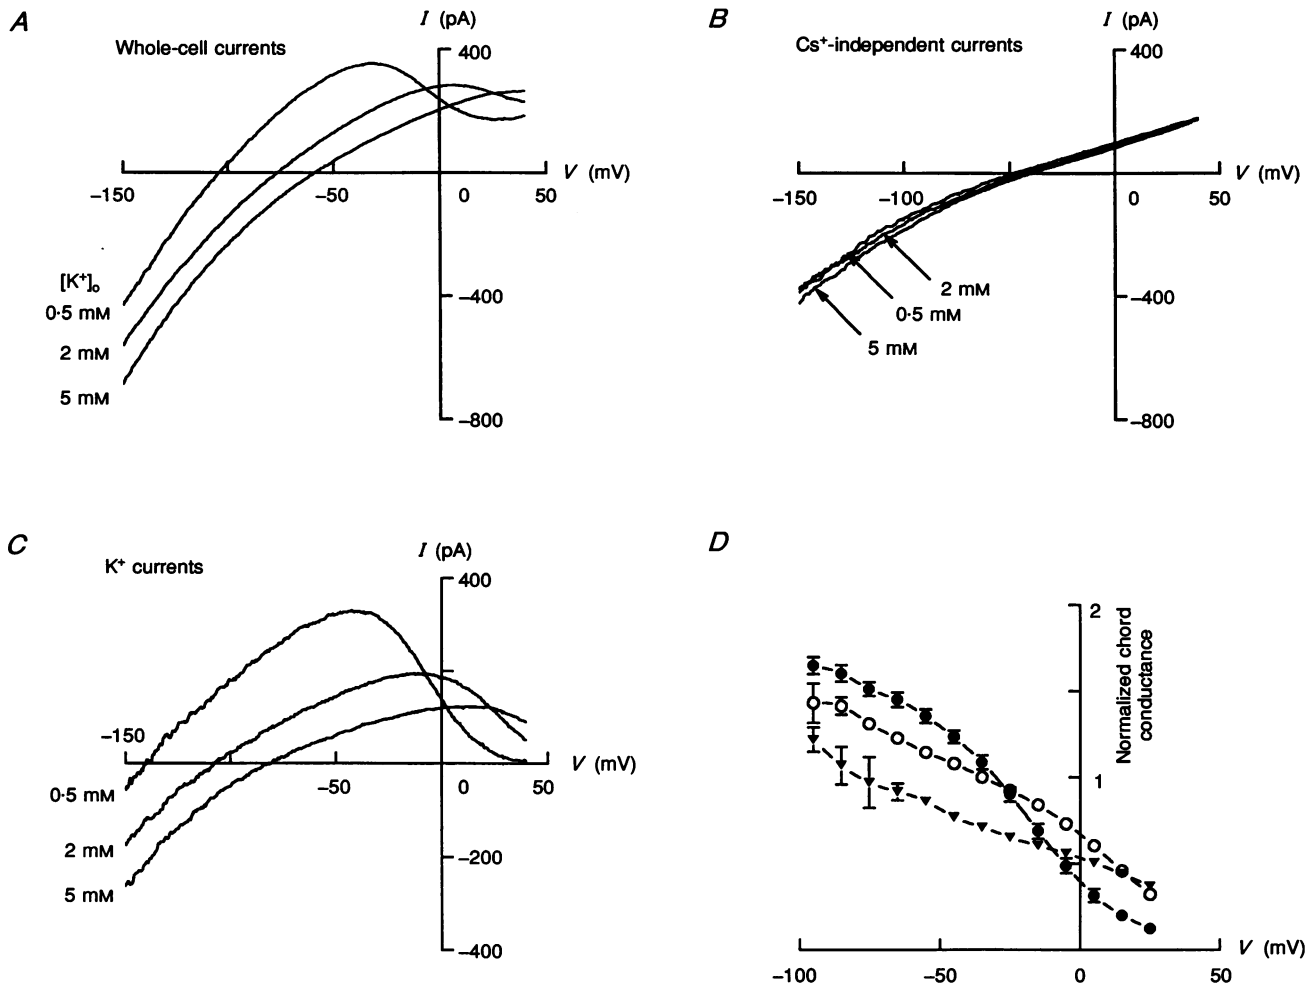 A
I (pA)
Whole-cell currents
400
V (mV)
−150
−50
0
50
[K⁺]ₒ
0·5 mM
2 mM
5 mM
−400
−800
B
I (pA)
Cs⁺-independent currents
400
V (mV)
−150
−100
0
50
2 mM
0·5 mM
5 mM
−400
−800
C
I (pA)
K⁺ currents
400
−150
V (mV)
−50
0
50
0·5 mM
2 mM
5 mM
−200
−400
D
2
Normalized chord
conductance
1
V (mV)
−100
−50
0
50